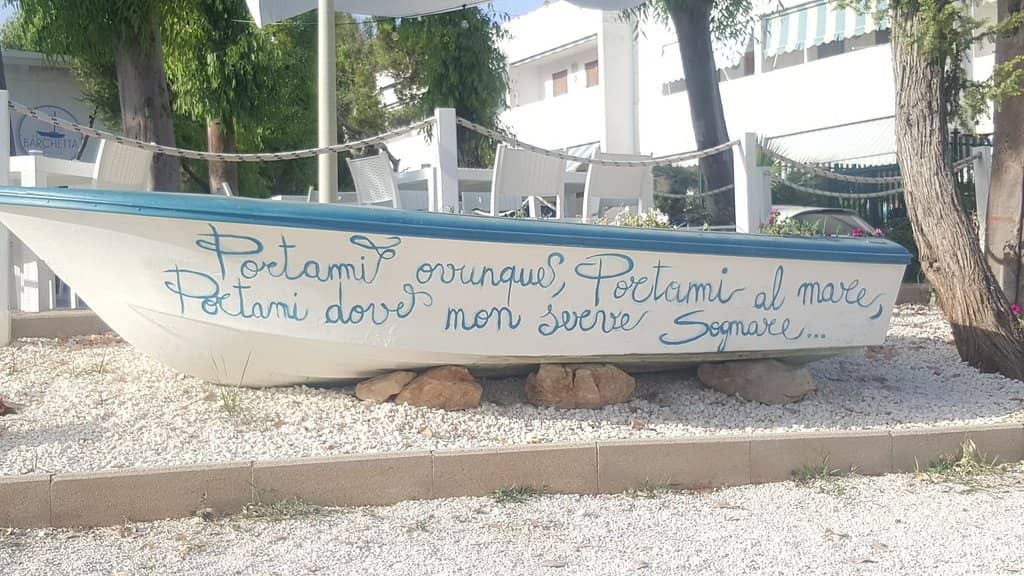 BARCHETTA
Portami ovunque, Portami al mare,
Portami dove non serve Sognare...